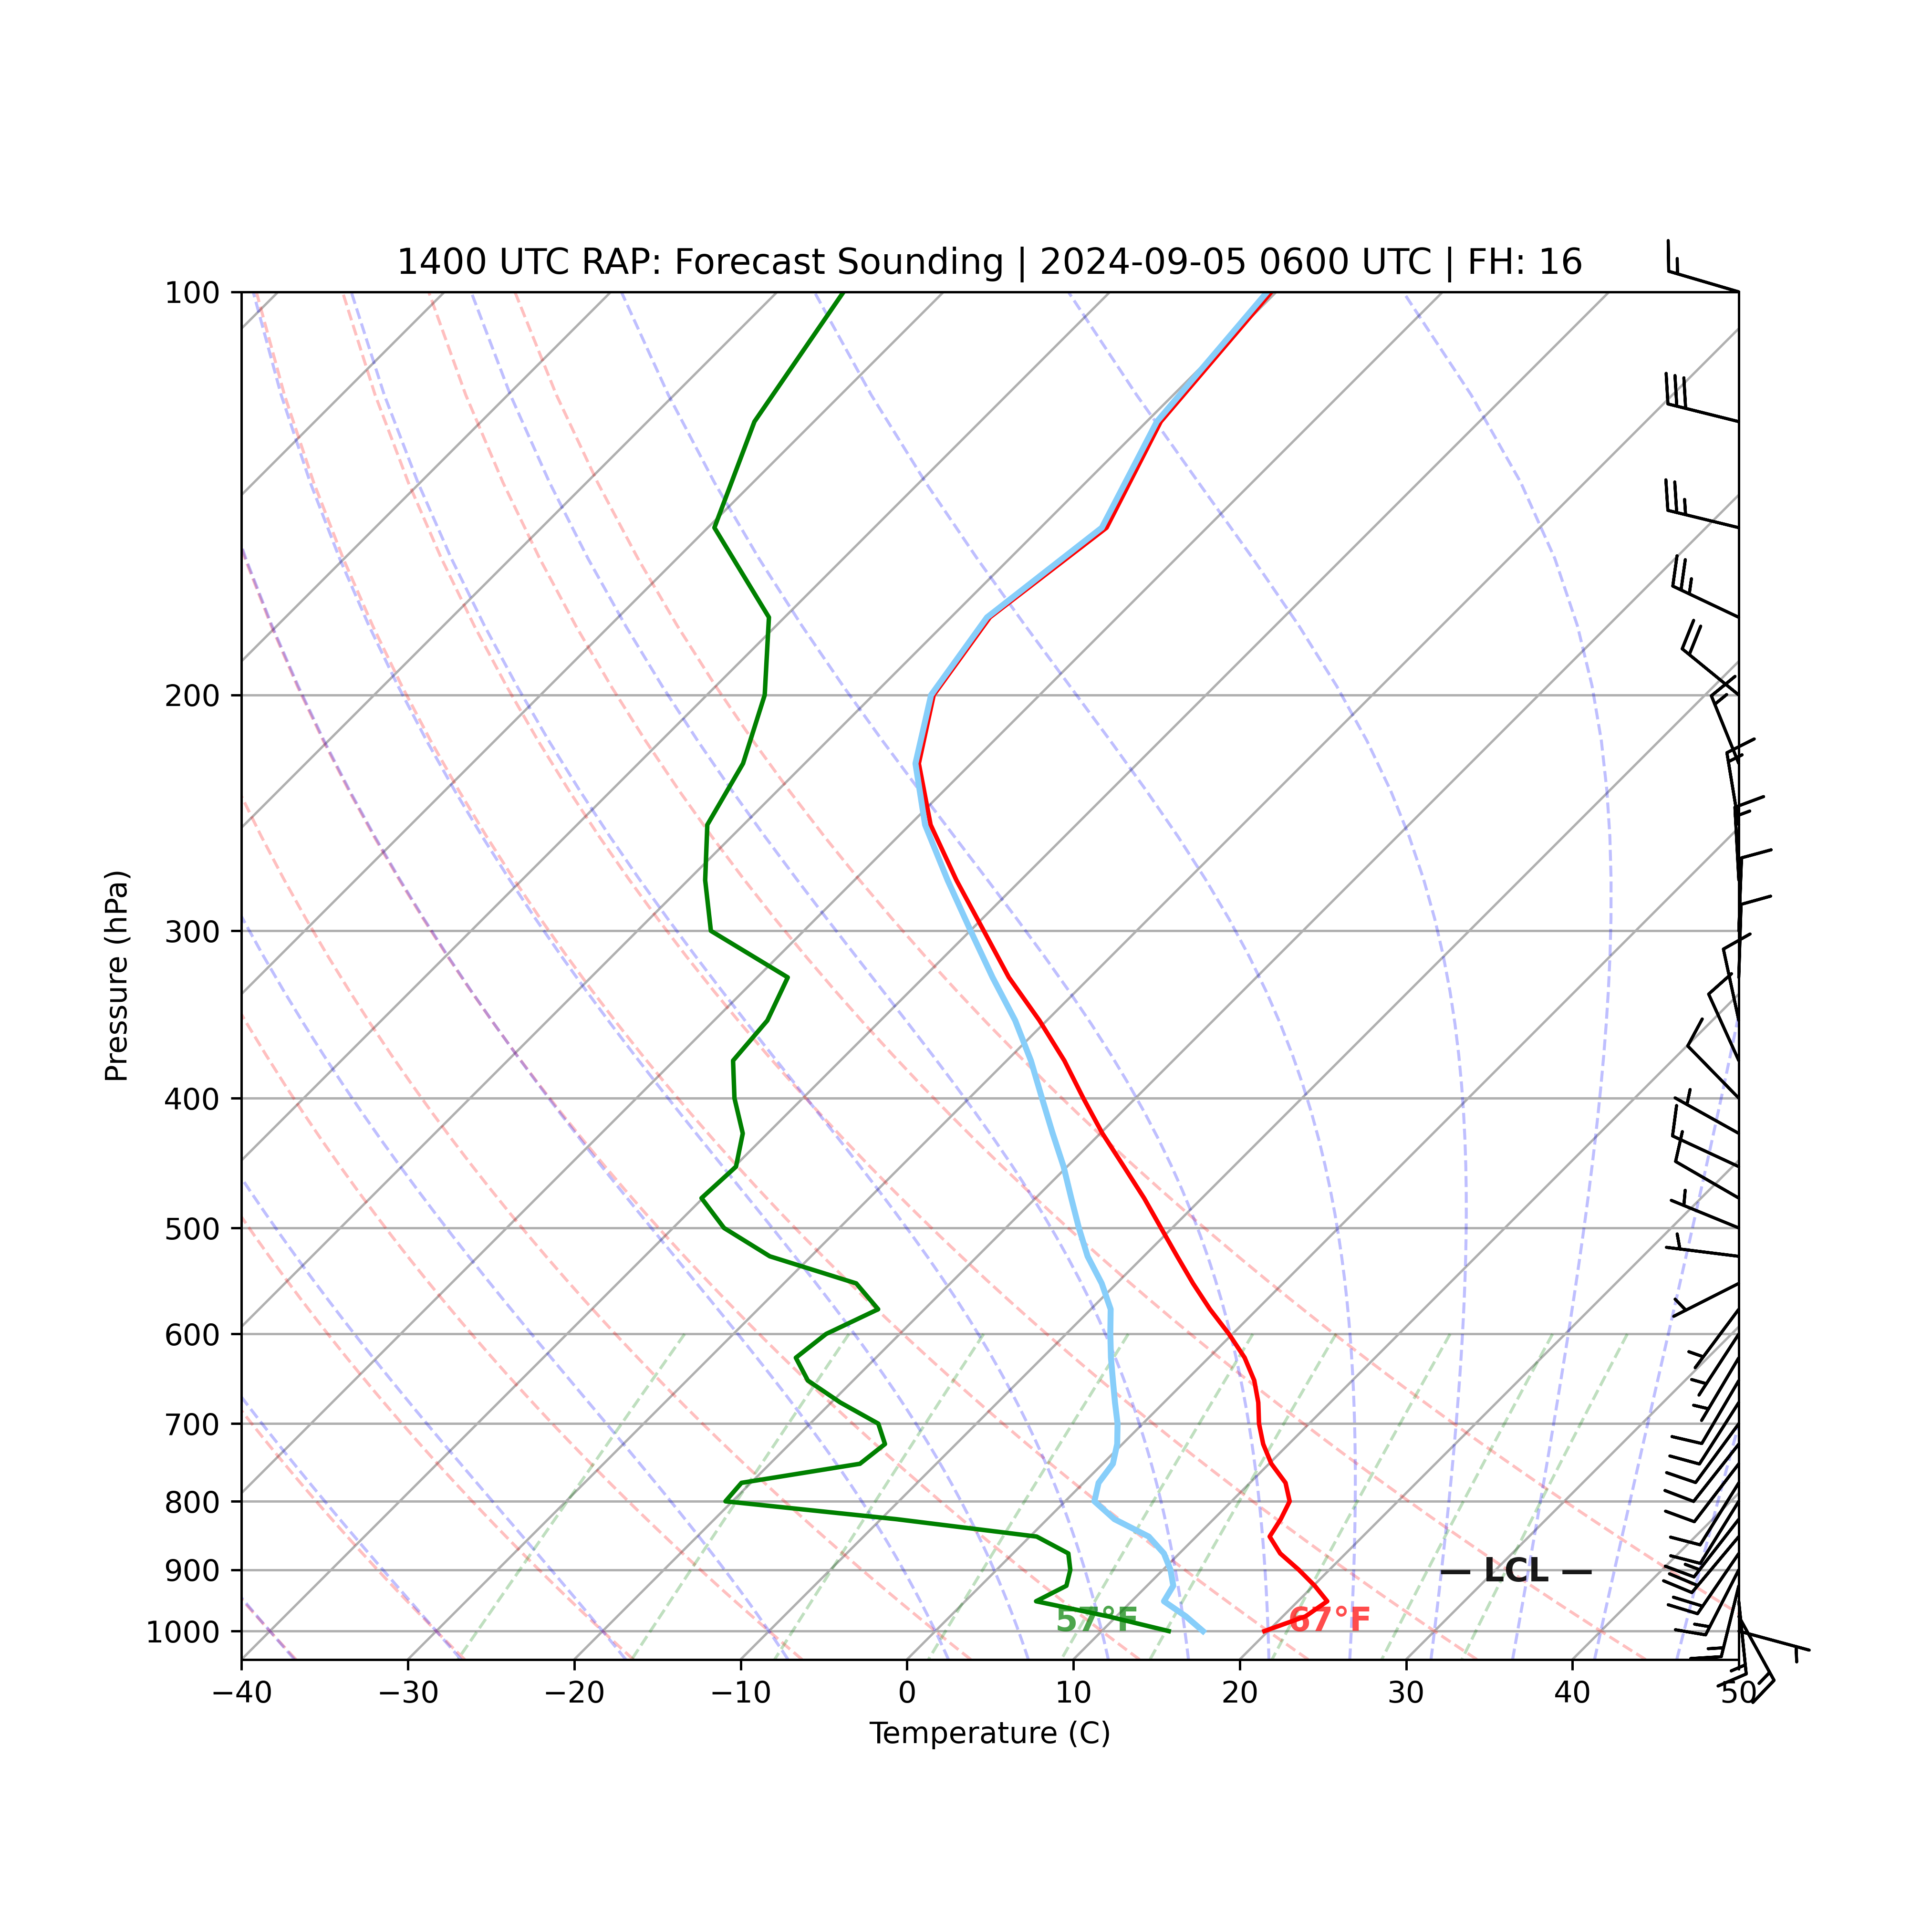 1400 UTC RAP: Forecast Sounding | 2024-09-05 0600 UTC | FH: 16
100
200
300
400
500
600
700
800
900
1000
Pressure (hPa)
— LCL —
57°F
67°F
−40 −30 −20 −10 0 10 20 30 40 50
Temperature (C)